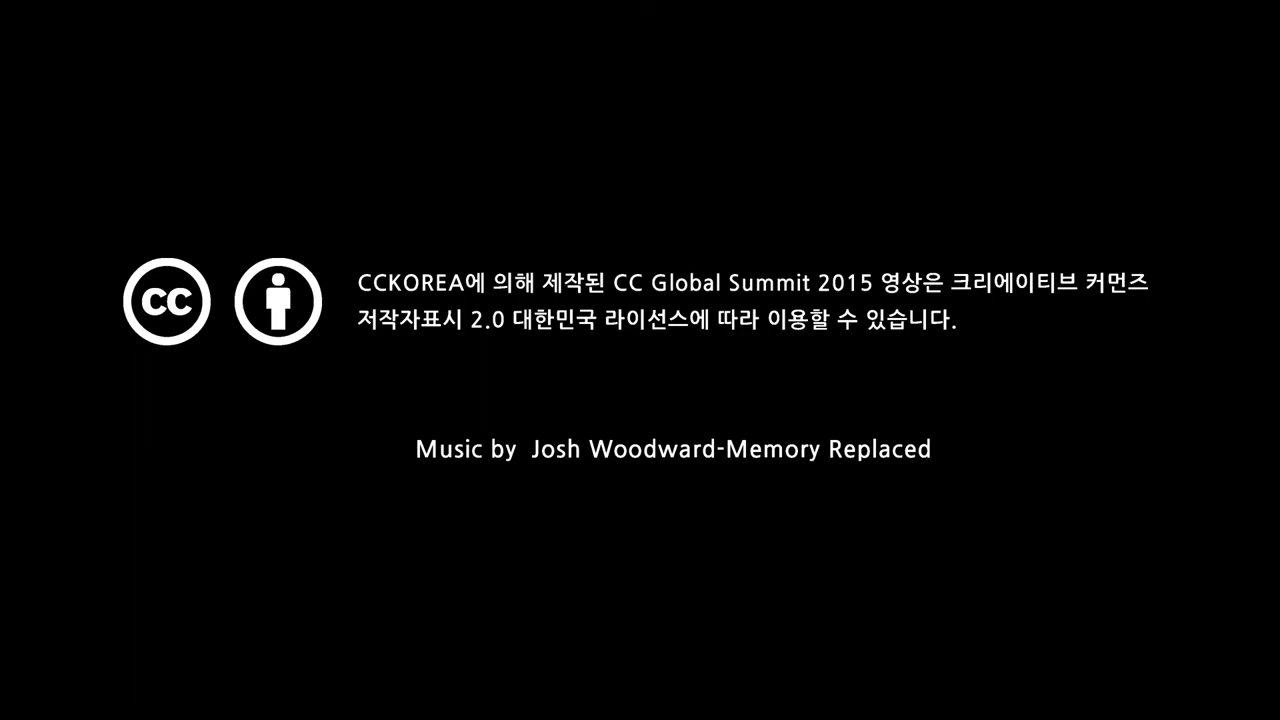 CC
CCKOREA에 의해 제작된 CC Global Summit 2015 영상은 크리에이티브 커먼즈
저작자표시 2.0 대한민국 라이선스에 따라 이용할 수 있습니다.
Music by  Josh Woodward-Memory Replaced